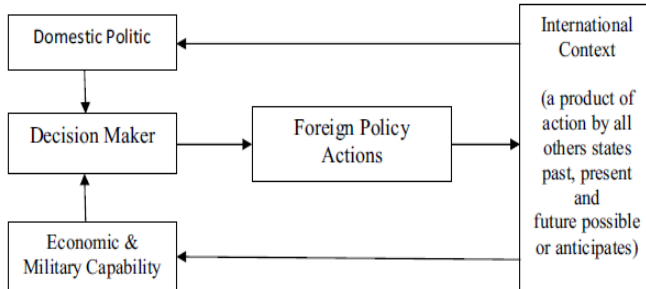 Domestic Politic
Decision Maker
Economic &
Military Capability
Foreign Policy
Actions
International
Context
(a product of
action by all
others states
past, present
and
future possible
or anticipates)